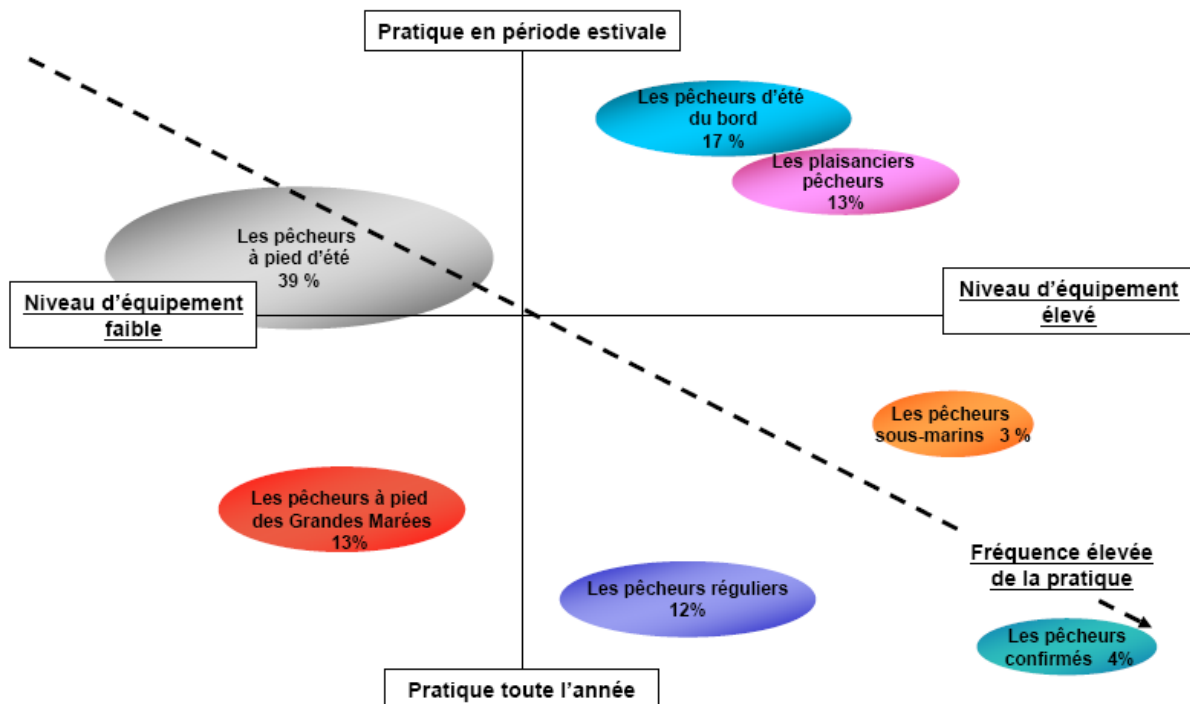 Pratique en période estivale
Les pêcheurs d'été
du bord
17 %
Les plaisanciers
pêcheurs
13%
Les pêcheurs
à pied d'été
39 %
Niveau d'équipement
faible
Niveau d'équipement
élevé
Les pêcheurs
sous-marins 3 %
Les pêcheurs à pied
des Grandes Marées
13%
Fréquence élevée
de la pratique
Les pêcheurs réguliers
12%
Les pêcheurs
confirmés 4%
Pratique toute l'année